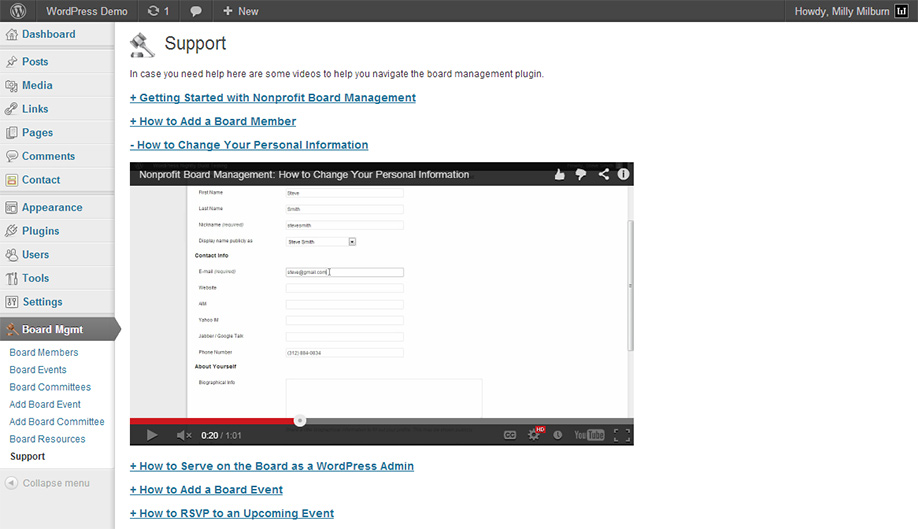 WordPress Demo 1 New Howdy, Milly Milburn
Dashboard
Posts
Media
Links
Pages
Comments
Contact
Appearance
Plugins
Users
Tools
Settings
Board Mgmt
Board Members
Board Events
Board Committees
Add Board Event
Add Board Committee
Board Resources
Support
Collapse menu
Support
In case you need help here are some videos to help you navigate the board management plugin.
+ Getting Started with Nonprofit Board Management
+ How to Add a Board Member
- How to Change Your Personal Information
Nonprofit Board Management: How to Change Your Personal Information
First Name Steve
Last Name Smith
Nickname (required) stevesmith
Display name publicly as Steve Smith
Contact Info
E-mail (required) steve@gmail.com
Website
AIM
Yahoo IM
Jabber / Google Talk
Phone Number (312) 884-9834
About Yourself
Biographical Info
0:20 / 1:01 CC HD YouTube
+ How to Serve on the Board as a WordPress Admin
+ How to Add a Board Event
+ How to RSVP to an Upcoming Event